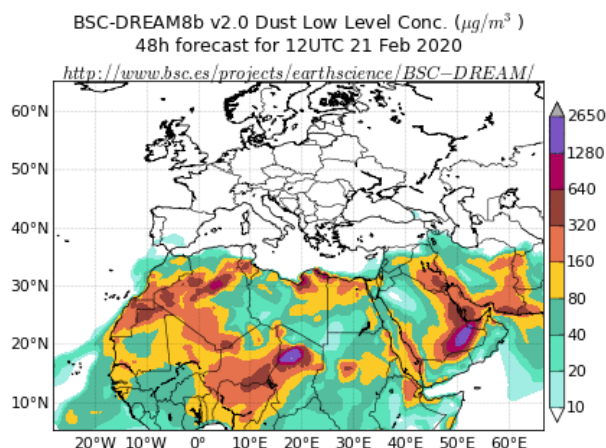 BSC-DREAM8b v2.0 Dust Low Level Conc. (μg/m³ )
48h forecast for 12UTC 21 Feb 2020
http://www.bsc.es/projects/earthscience/BSC−DREAM/
60°N
50°N
40°N
30°N
20°N
10°N
20°W 10°W 0° 10°E 20°E 30°E 40°E 50°E 60°E
2650
1280
640
320
160
80
40
20
10